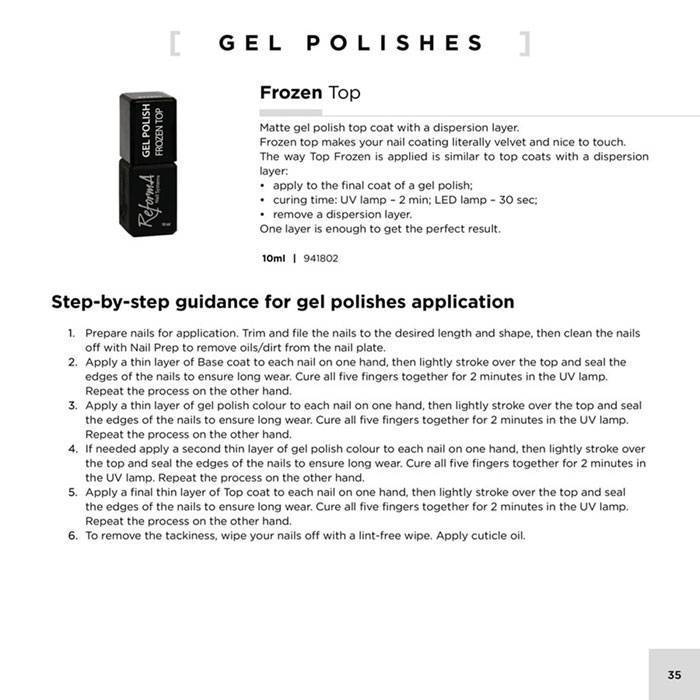 [ GEL POLISHES ]
Frozen Top
GEL POLISH
FROZEN TOP
ReformA
Nail Systems
10 ml
Matte gel polish top coat with a dispersion layer.
Frozen top makes your nail coating literally velvet and nice to touch.
The way Top Frozen is applied is similar to top coats with a dispersion
layer:
• apply to the final coat of a gel polish;
• curing time: UV lamp – 2 min; LED lamp – 30 sec;
• remove a dispersion layer.
One layer is enough to get the perfect result.
10ml | 941802
Step-by-step guidance for gel polishes application
1. Prepare nails for application. Trim and file the nails to the desired length and shape, then clean the nails
off with Nail Prep to remove oils/dirt from the nail plate.
2. Apply a thin layer of Base coat to each nail on one hand, then lightly stroke over the top and seal the
edges of the nails to ensure long wear. Cure all five fingers together for 2 minutes in the UV lamp.
Repeat the process on the other hand.
3. Apply a thin layer of gel polish colour to each nail on one hand, then lightly stroke over the top and seal
the edges of the nails to ensure long wear. Cure all five fingers together for 2 minutes in the UV lamp.
Repeat the process on the other hand.
4. If needed apply a second thin layer of gel polish colour to each nail on one hand, then lightly stroke over
the top and seal the edges of the nails to ensure long wear. Cure all five fingers together for 2 minutes in
the UV lamp. Repeat the process on the other hand.
5. Apply a final thin layer of Top coat to each nail on one hand, then lightly stroke over the top and seal
the edges of the nails to ensure long wear. Cure all five fingers together for 2 minutes in the UV lamp.
Repeat the process on the other hand.
6. To remove the tackiness, wipe your nails off with a lint-free wipe. Apply cuticle oil.
35